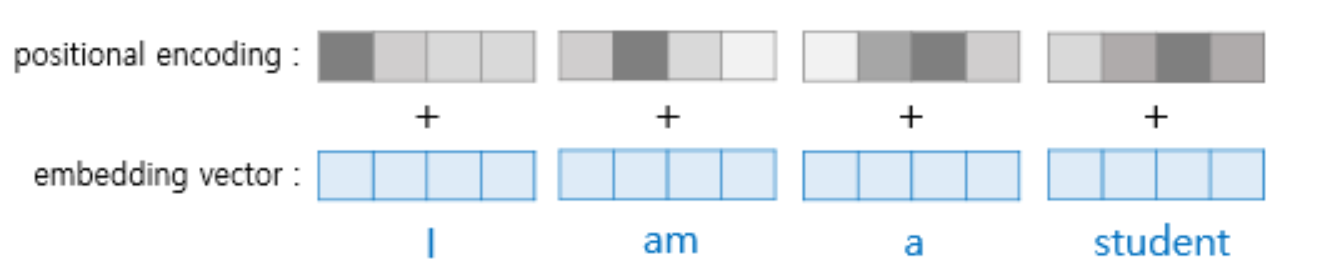 positional encoding :
+ + + +
embedding vector :
I am a student